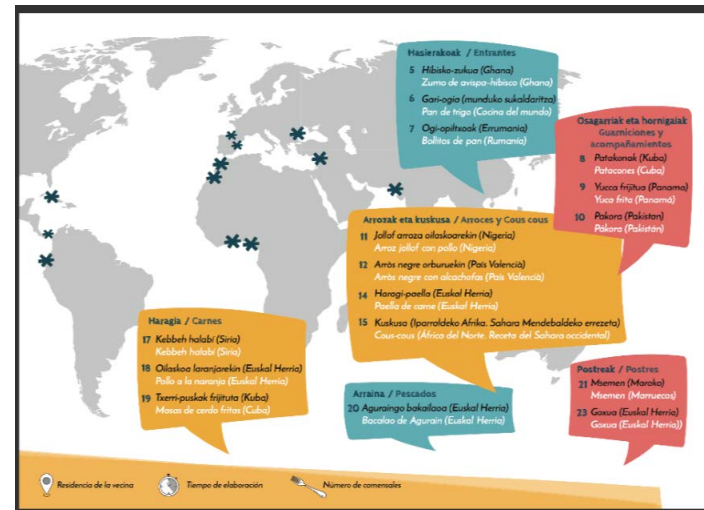 Hasierakoak / Entrantes
5 Hibisko-zukua (Ghana)
Zumo de avispa-hibisco (Ghana)
6 Gari-ogia (munduko sukaldaritza)
Pan de trigo (Cocina del mundo)
7 Ogi-opiltxoak (Errumania)
Bollitos de pan (Rumania)
Osagarriak eta hornigaiak
Guarniciones y
acompañamientos
8 Patakonak (Kuba)
Patacones (Cuba)
9 Yucca frijitua (Panama)
Yuca frita (Panamá)
10 Pakora (Pakistan)
Pákora (Pakistán)
Arrozak eta kuskusa / Arroces y Cous cous
11 Jollof arroza oilaskoarekin (Nigeria)
Arroz jollof con pollo (Nigeria)
12 Arròs negre orburuekin (País Valencià)
Arròs negre con alcachofas (País Valencià)
14 Haragi-paella (Euskal Herria)
Paella de carne (Euskal Herria)
15 Kuskusa (Iparraldeko Afrika. Sahara Mendebaldeko errezeta)
Cous-cous (África del Norte. Receta del Sahara occidental)
Haragia / Carnes
17 Kebbeh halabí (Siria)
Kebbeh halabí (Siria)
18 Oilaskoa laranjarekin (Euskal Herria)
Pollo a la naranja (Euskal Herria)
19 Txerri-puskak frijituta (Kuba)
Masas de cerdo fritas (Cuba)
Arraina / Pescados
20 Aguraingo bakailaoa (Euskal Herria)
Bacalao de Agurain (Euskal Herria)
Postreak / Postres
21 Msemen (Maroko)
Msemen (Marruecos)
23 Goxua (Euskal Herria)
Goxua (Euskal Herria))
Residencia de la vecina
Tiempo de elaboración
Número de comensales